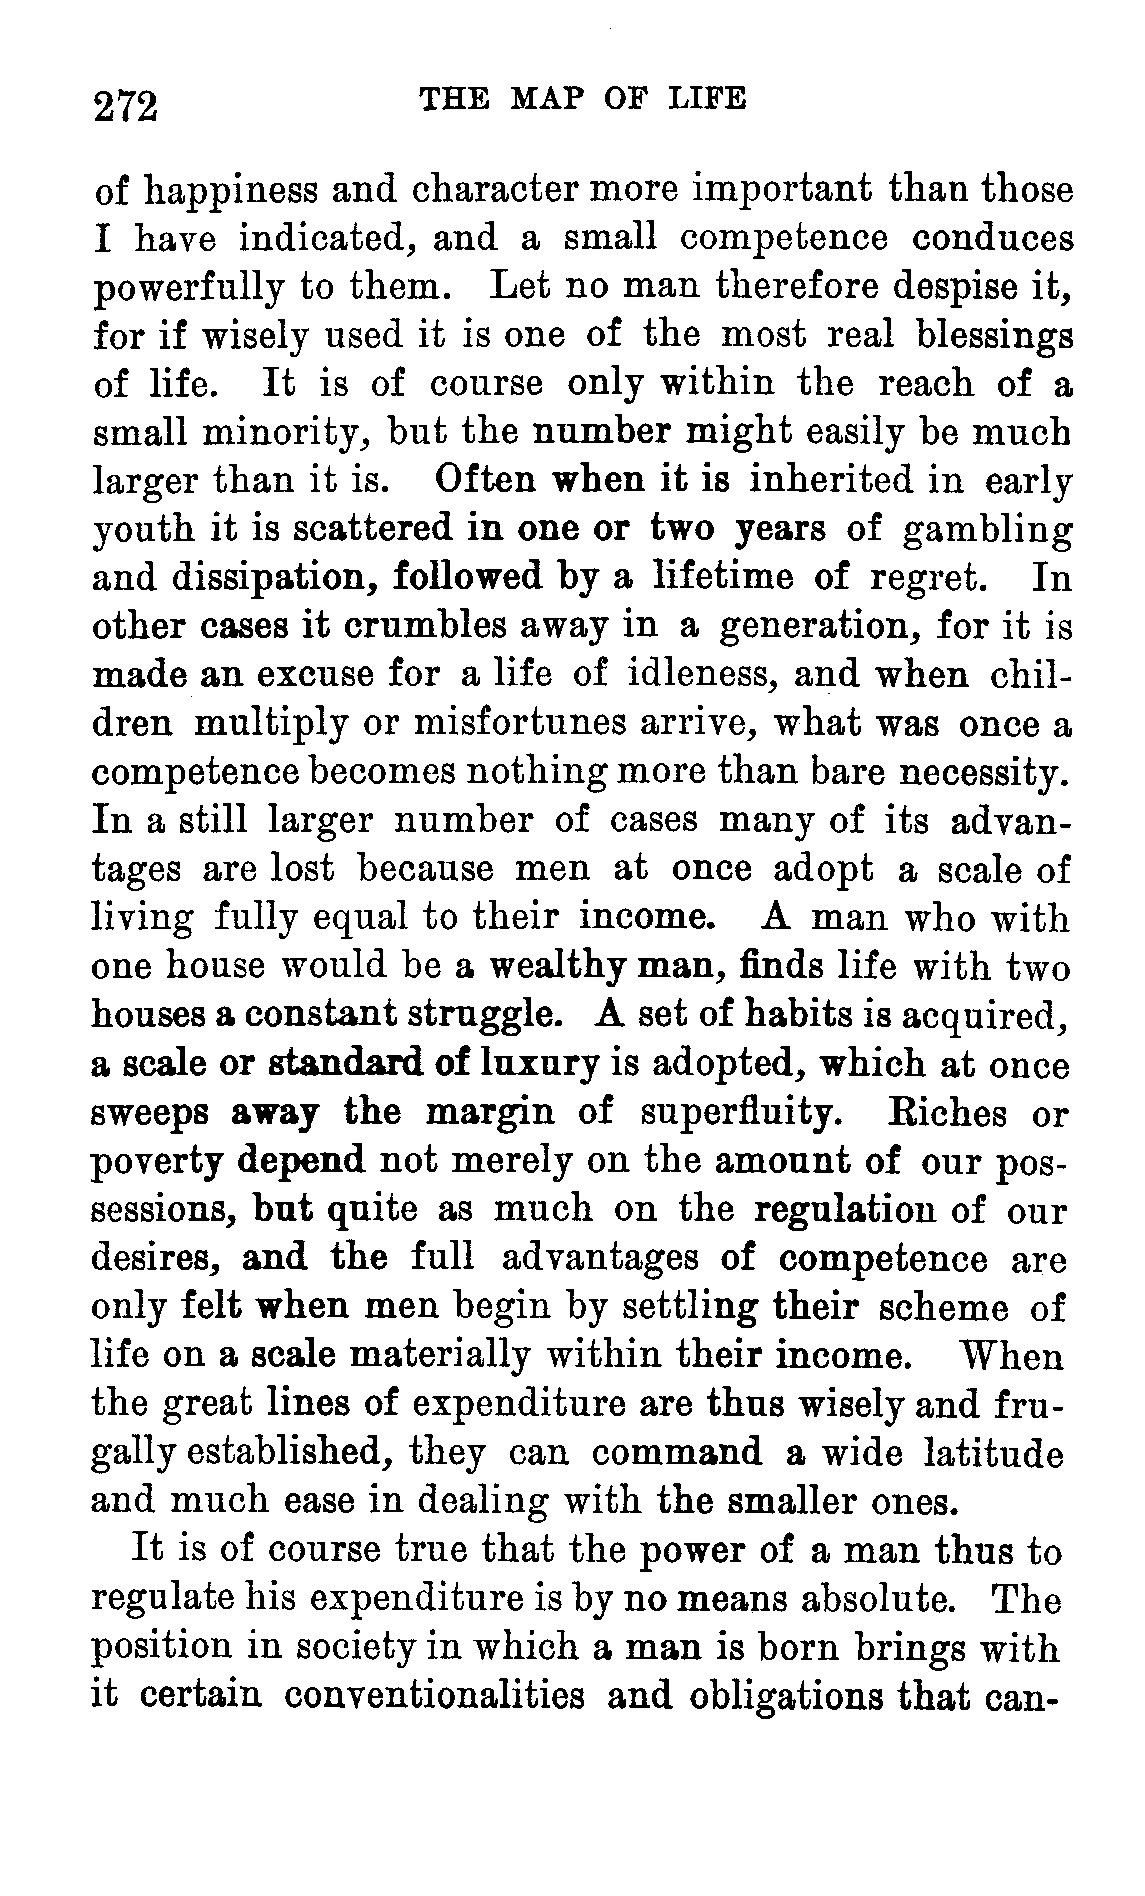 272 THE MAP OF LIFE
of happiness and character more important than those
I have indicated, and a small competence conduces
powerfully to them. Let no man therefore despise it,
for if wisely used it is one of the most real blessings
of life. It is of course only within the reach of a
small minority, but the number might easily be much
larger than it is. Often when it is inherited in early
youth it is scattered in one or two years of gambling
and dissipation, followed by a lifetime of regret. In
other cases it crumbles away in a generation, for it is
made an excuse for a life of idleness, and when chil-
dren multiply or misfortunes arrive, what was once a
competence becomes nothing more than bare necessity.
In a still larger number of cases many of its advan-
tages are lost because men at once adopt a scale of
living fully equal to their income. A man who with
one house would be a wealthy man, finds life with two
houses a constant struggle. A set of habits is acquired,
a scale or standard of luxury is adopted, which at once
sweeps away the margin of superfluity. Riches or
poverty depend not merely on the amount of our pos-
sessions, but quite as much on the regulation of our
desires, and the full advantages of competence are
only felt when men begin by settling their scheme of
life on a scale materially within their income. When
the great lines of expenditure are thus wisely and fru-
gally established, they can command a wide latitude
and much ease in dealing with the smaller ones.
It is of course true that the power of a man thus to
regulate his expenditure is by no means absolute. The
position in society in which a man is born brings with
it certain conventionalities and obligations that can-